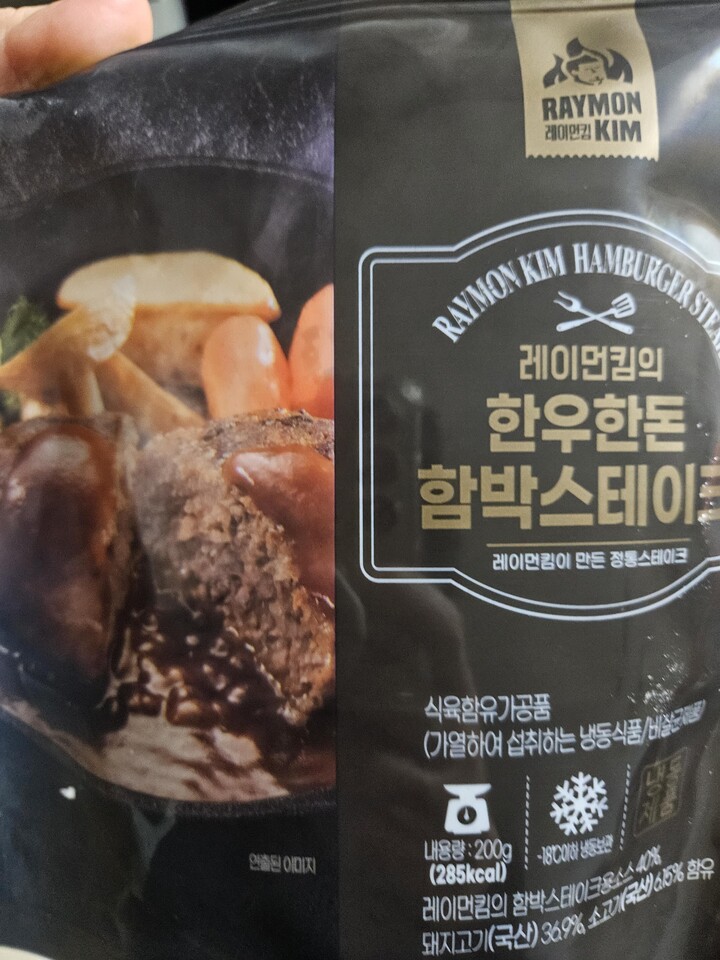 RAYMON
레이먼킴 KIM
RAYMON KIM HAMBURGER STEA
레이먼킴의
한우한돈
함박스테이크
레이먼킴이 만든 정통스테이크
식육함유가공품
(가열하여 섭취하는 냉동식품/비살균제품)
냉동제품
내용량 : 200g
(285kcal)
-18℃이하 냉동보관
레이먼킴의 함박스테이크용소스 40%,
돼지고기(국산) 36.9%, 소고기(국산) 6.15% 함유
연출된 이미지